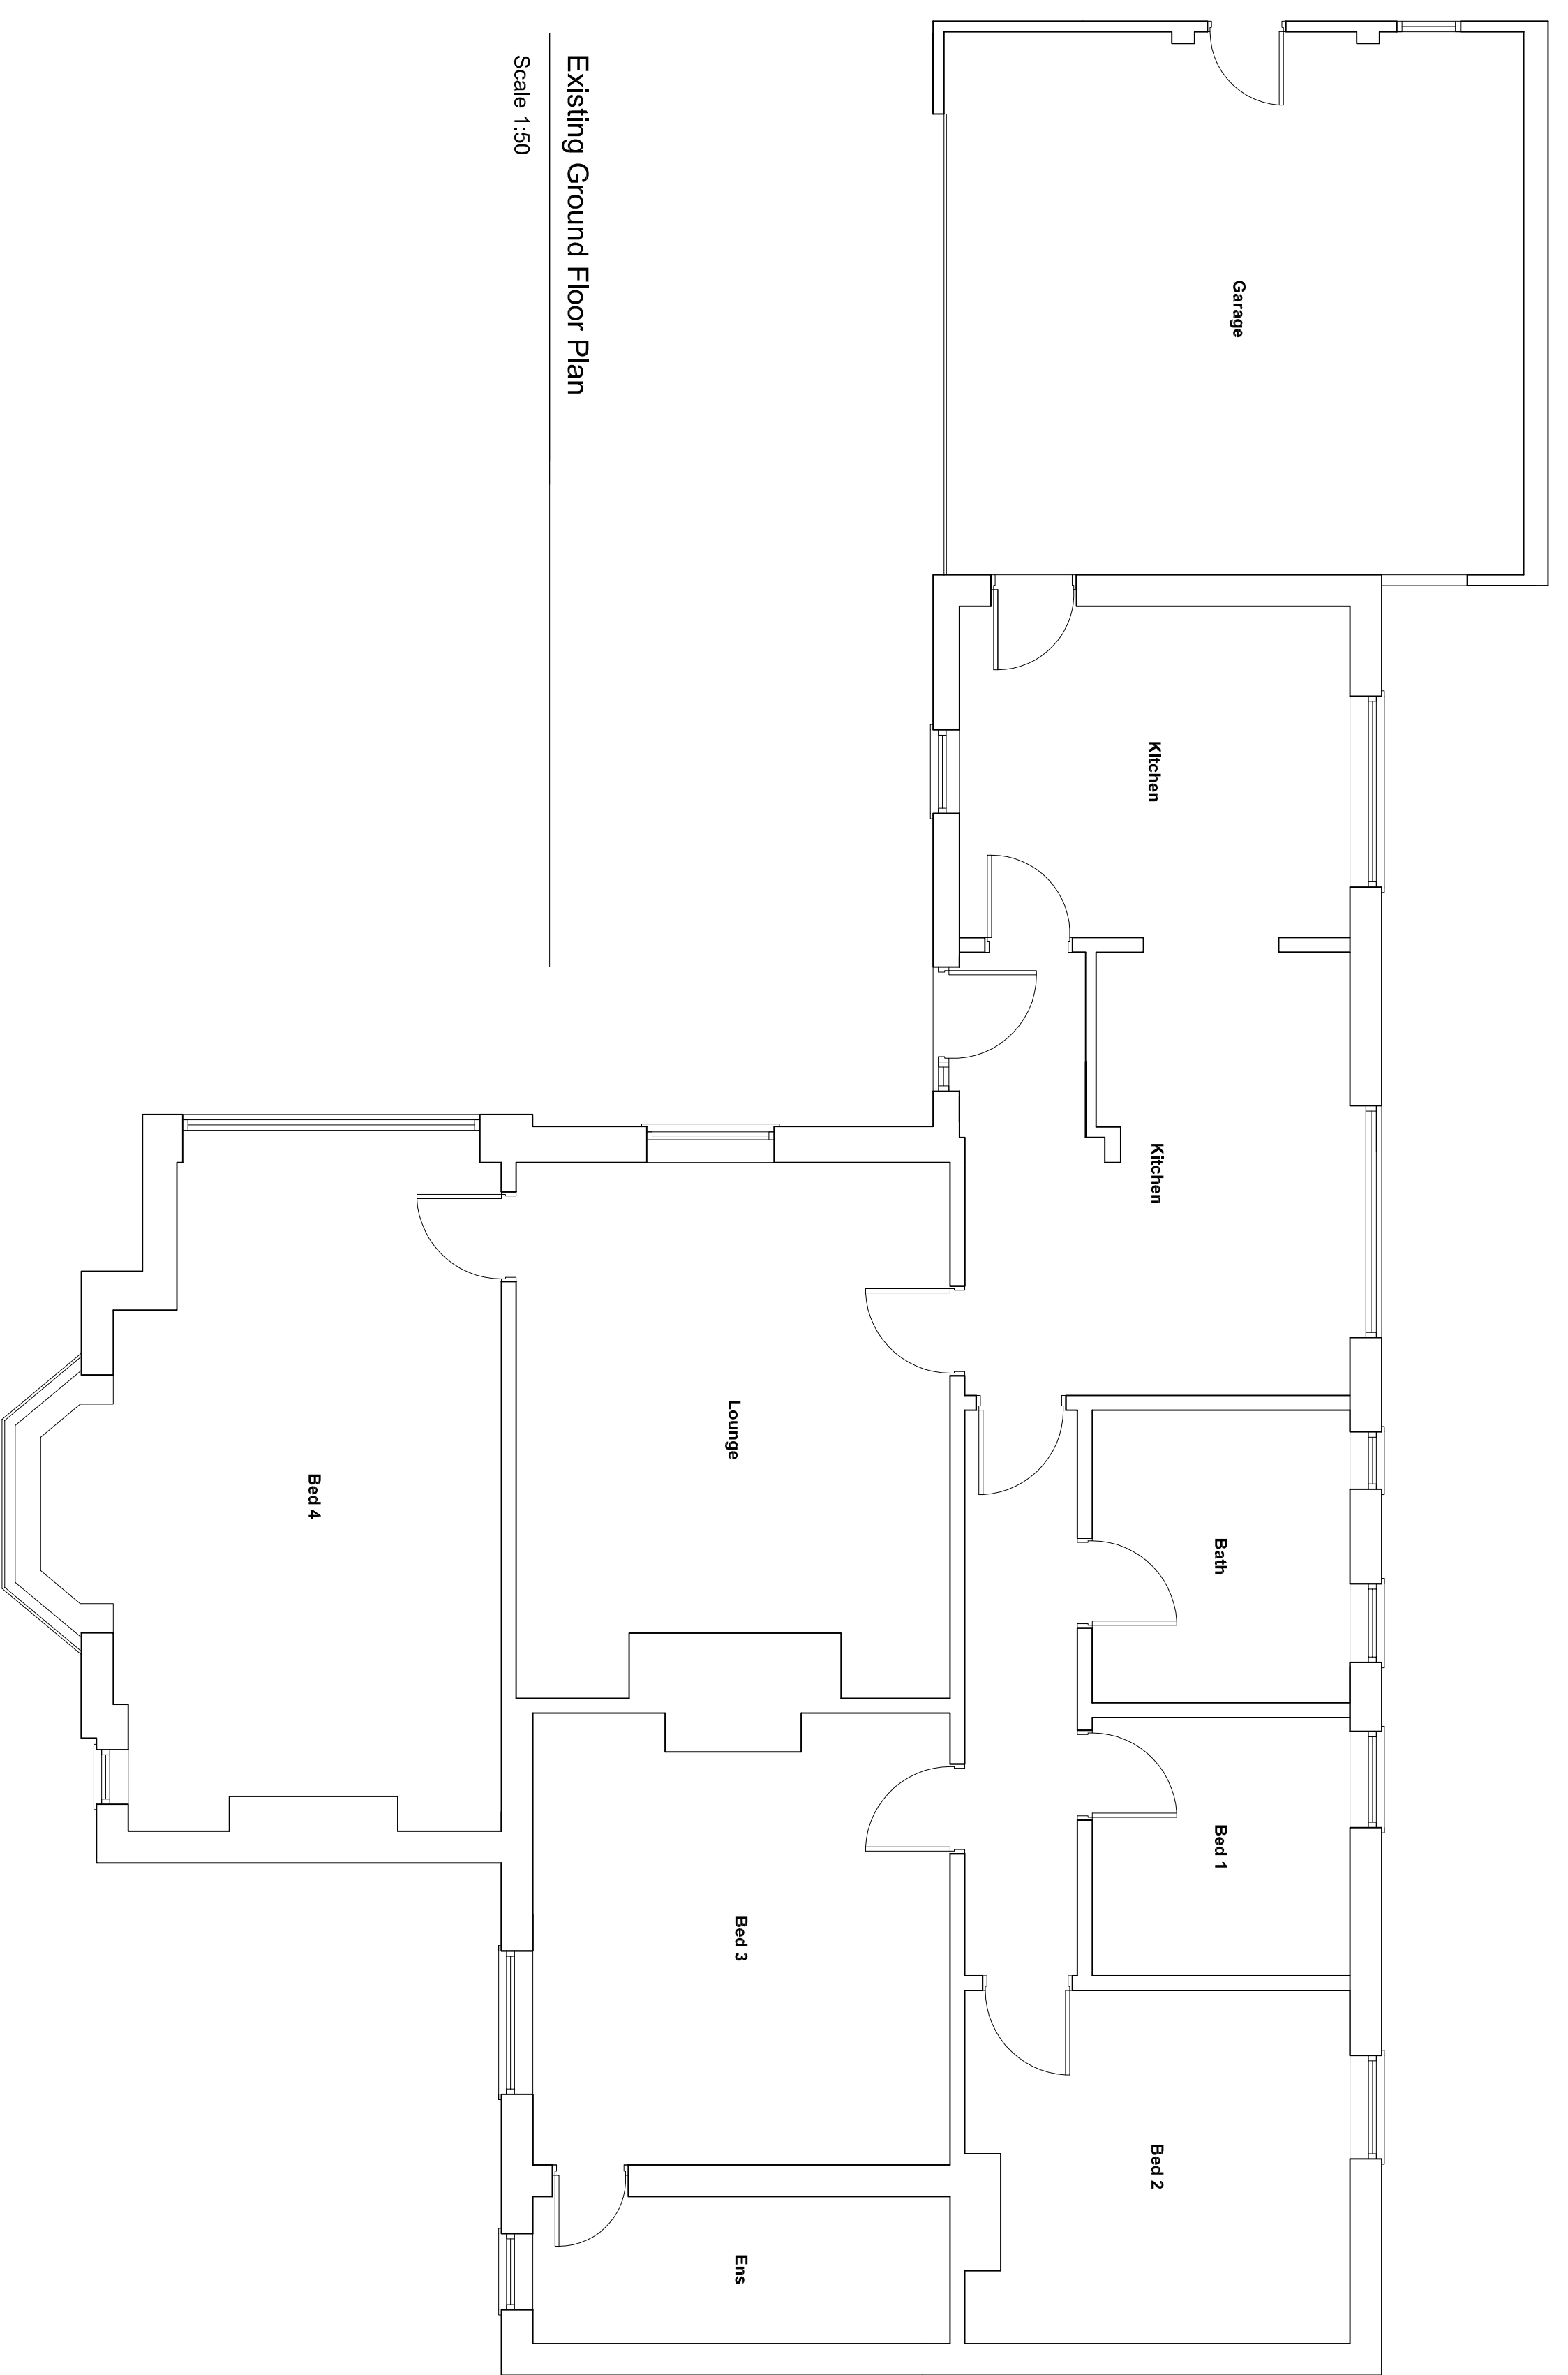 Garage
Kitchen
Kitchen
Bath
Bed 1
Bed 2
Lounge
Bed 3
Ens
Bed 4
Existing Ground Floor Plan
Scale 1:50